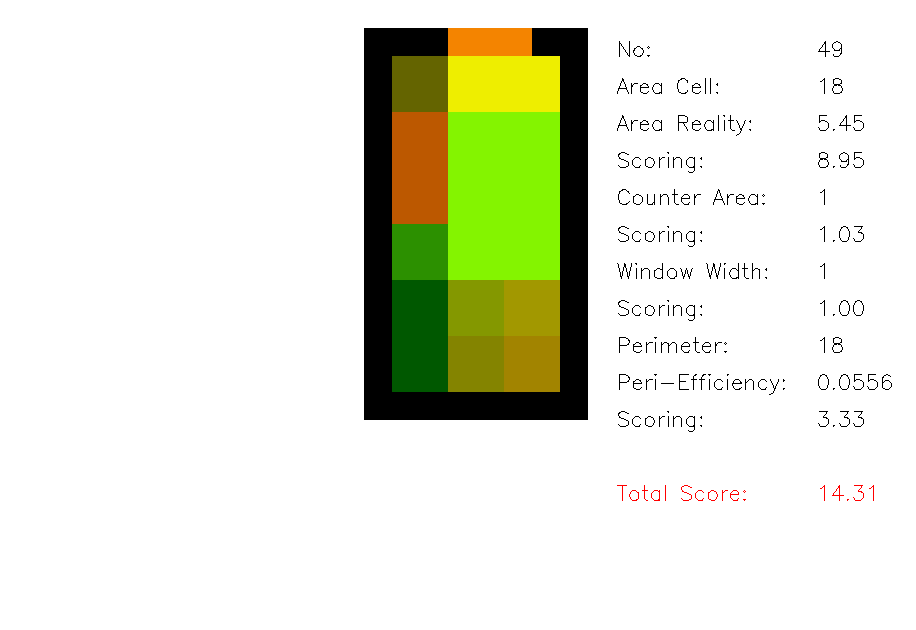 No: 49
Area Cell: 18
Area Reality: 5.45
Scoring: 8.95
Counter Area: 1
Scoring: 1.03
Window Width: 1
Scoring: 1.00
Perimeter: 18
Peri-Efficiency: 0.0556
Scoring: 3.33
Total Score: 14.31